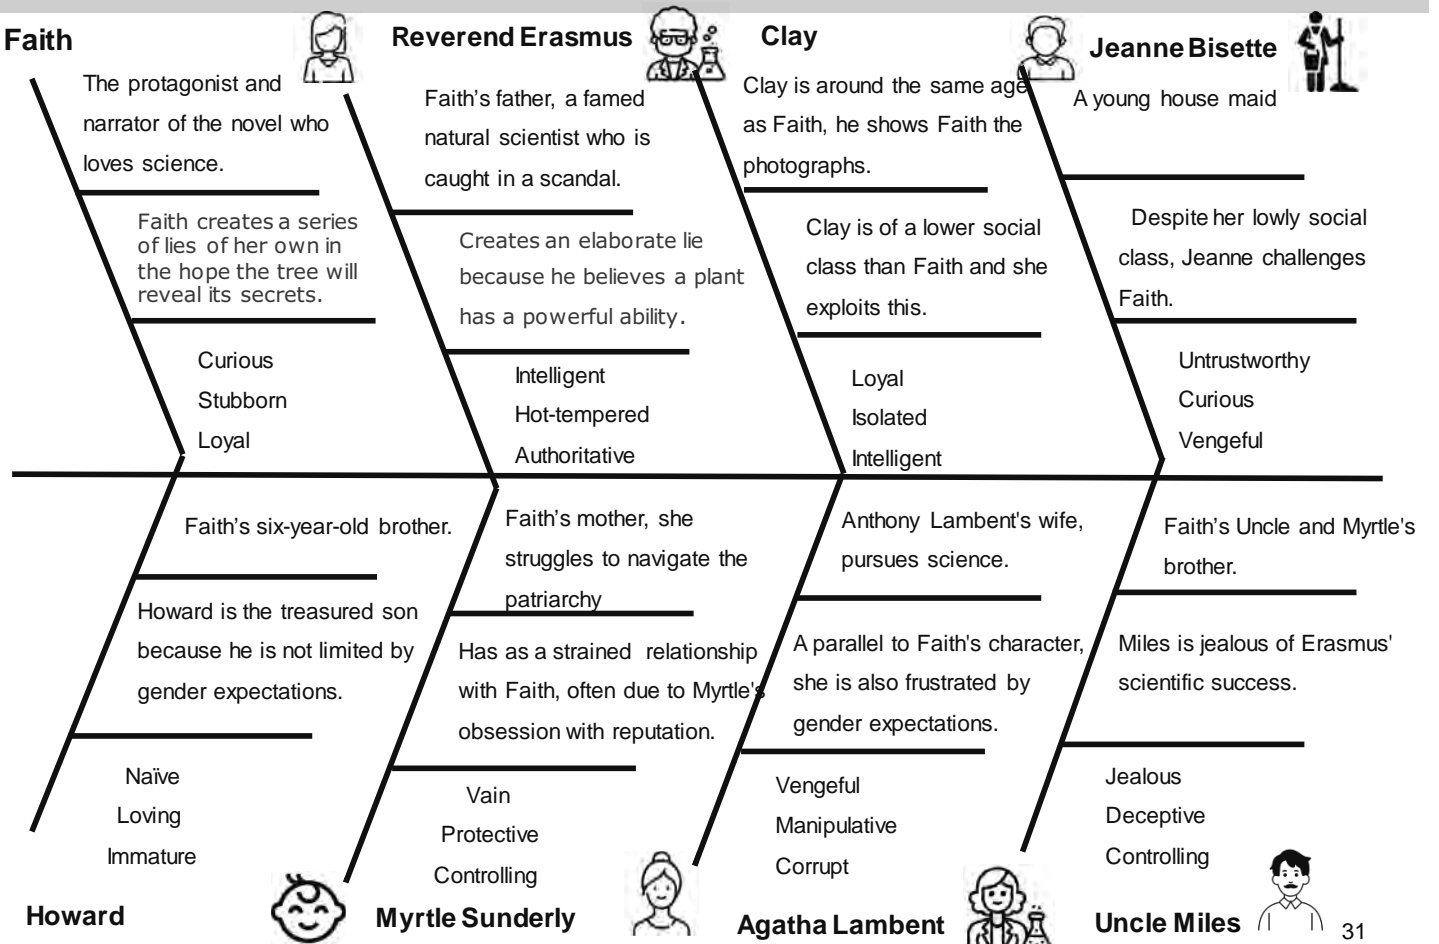 Faith
The protagonist and
narrator of the novel who
loves science.
Faith creates a series
of lies of her own in
the hope the tree will
reveal its secrets.
Curious
Stubborn
Loyal
Reverend Erasmus
Faith's father, a famed
natural scientist who is
caught in a scandal.
Creates an elaborate lie
because he believes a plant
has a powerful ability.
Intelligent
Hot-tempered
Authoritative
Clay
Clay is around the same age
as Faith, he shows Faith the
photographs.
Clay is of a lower social
class than Faith and she
exploits this.
Loyal
Isolated
Intelligent
Jeanne Bisette
A young house maid
Despite her lowly social
class, Jeanne challenges
Faith.
Untrustworthy
Curious
Vengeful
Faith's six-year-old brother.
Howard is the treasured son
because he is not limited by
gender expectations.
Naïve
Loving
Immature
Howard
Faith's mother, she
struggles to navigate the
patriarchy
Has as a strained relationship
with Faith, often due to Myrtle's
obsession with reputation.
Vain
Protective
Controlling
Myrtle Sunderly
Anthony Lambent's wife,
pursues science.
A parallel to Faith's character,
she is also frustrated by
gender expectations.
Vengeful
Manipulative
Corrupt
Agatha Lambent
Faith's Uncle and Myrtle's
brother.
Miles is jealous of Erasmus'
scientific success.
Jealous
Deceptive
Controlling
Uncle Miles
31